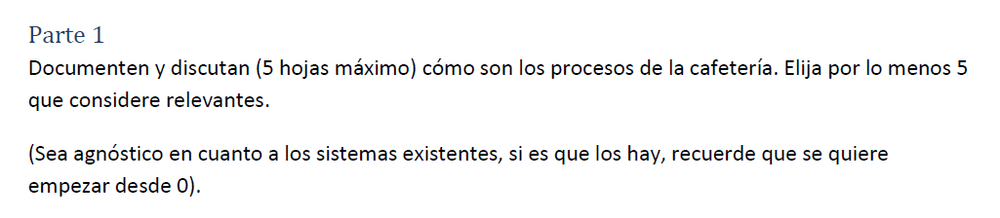 Parte 1
Documenten y discutan (5 hojas máximo) cómo son los procesos de la cafetería. Elija por lo menos 5
que considere relevantes.
(Sea agnóstico en cuanto a los sistemas existentes, si es que los hay, recuerde que se quiere
empezar desde 0).